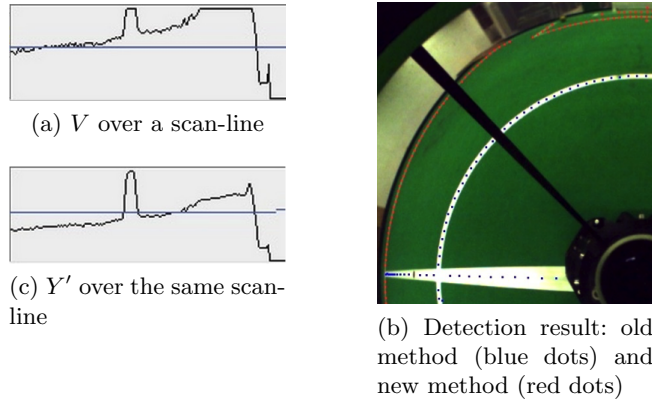 (a) V over a scan-line
(c) Y′ over the same scan-
line
(b) Detection result: old
method (blue dots) and
new method (red dots)